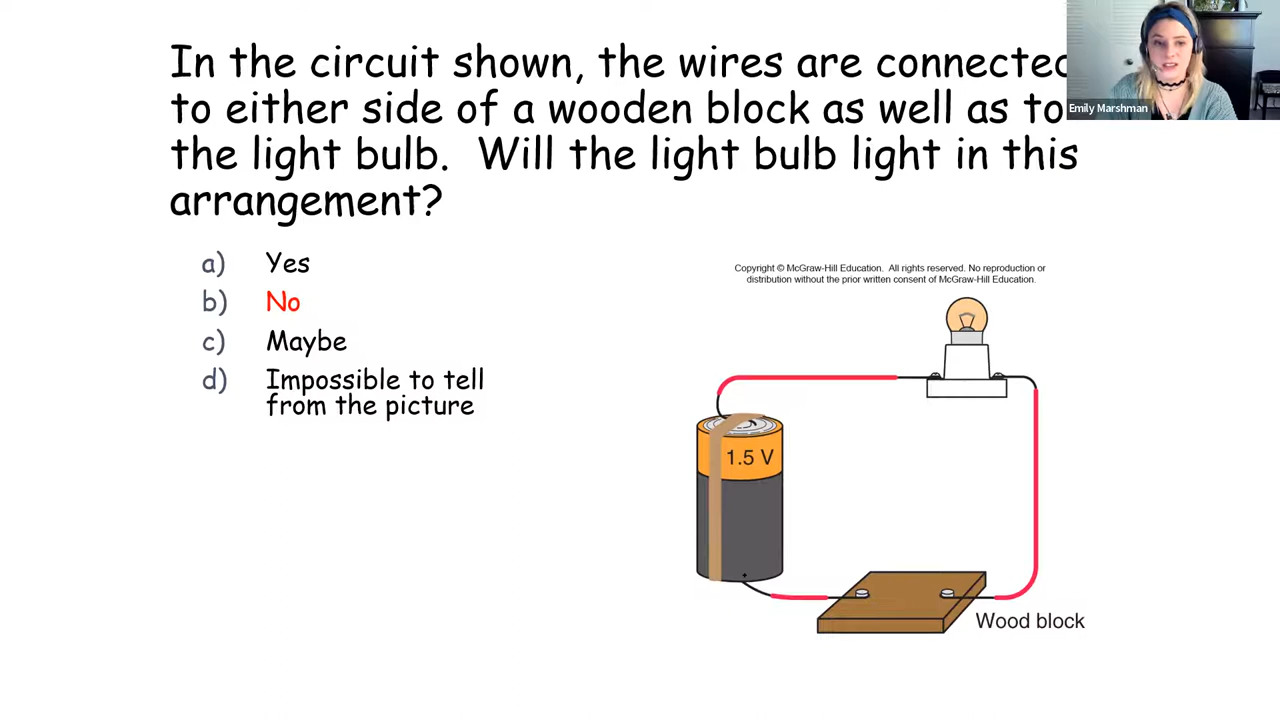 In the circuit shown, the wires are connected
to either side of a wooden block as well as to
the light bulb. Will the light bulb light in this
arrangement?
a) Yes
b) No
c) Maybe
d) Impossible to tell
from the picture
Copyright © McGraw-Hill Education. All rights reserved. No reproduction or
distribution without the prior written consent of McGraw-Hill Education.
1.5 V
Wood block
Emily Marshman